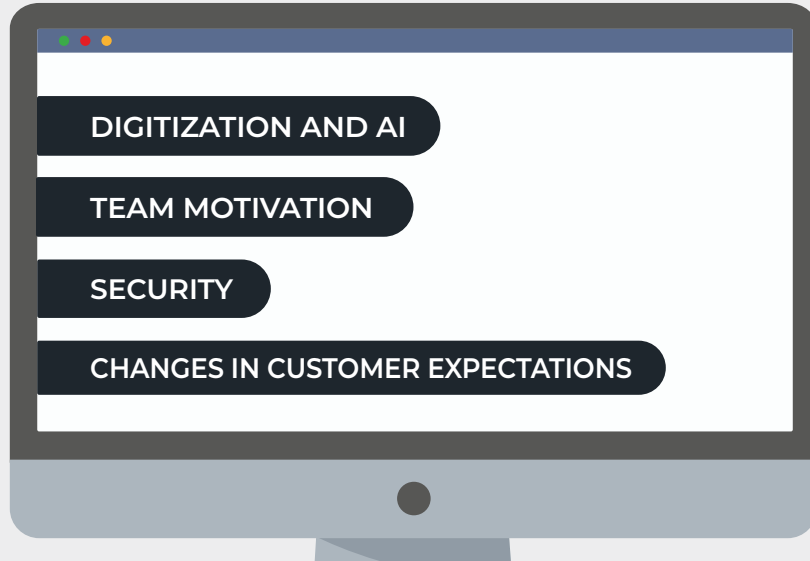 DIGITIZATION AND AI
TEAM MOTIVATION
SECURITY
CHANGES IN CUSTOMER EXPECTATIONS